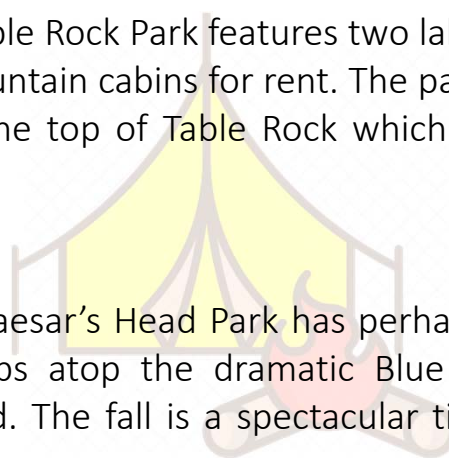 ble Rock Park features two la
untain cabins for rent. The pa
he top of Table Rock which
aesar's Head Park has perha
ps atop the dramatic Blue
d. The fall is a spectacular ti